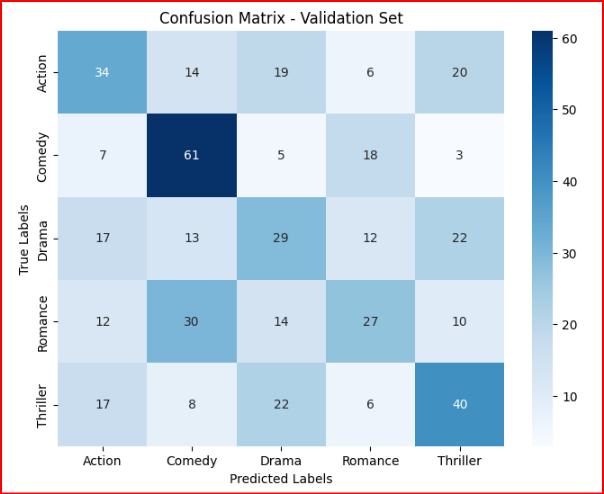 Confusion Matrix - Validation Set
True Labels
Action 34 14 19 6 20
Comedy 7 61 5 18 3
Drama 17 13 29 12 22
Romance 12 30 14 27 10
Thriller 17 8 22 6 40
Action Comedy Drama Romance Thriller
Predicted Labels
60
50
40
30
20
10